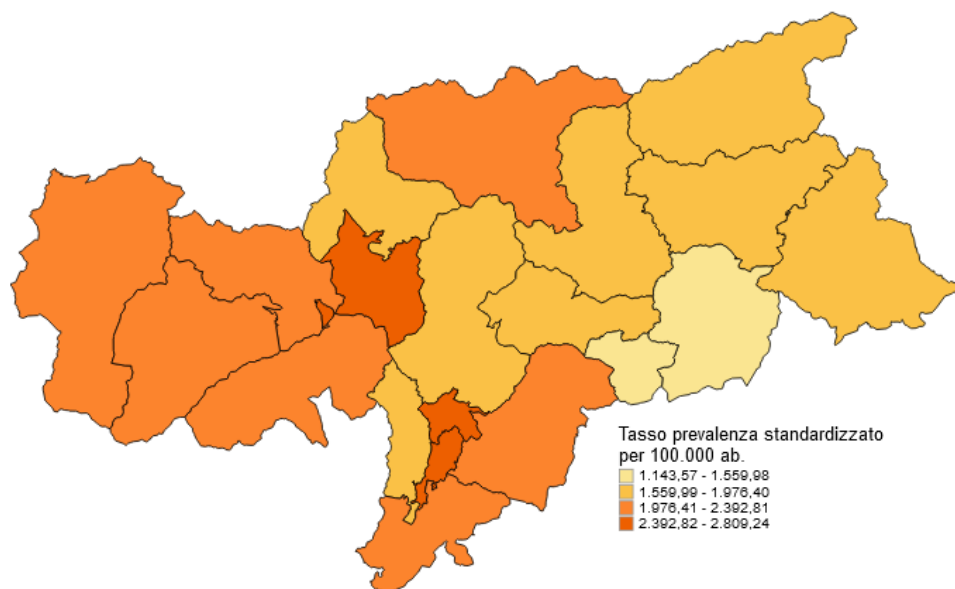 Tasso prevalenza standardizzato
per 100.000 ab.
1.143,57 - 1.559,98
1.559,99 - 1.976,40
1.976,41 - 2.392,81
2.392,82 - 2.809,24